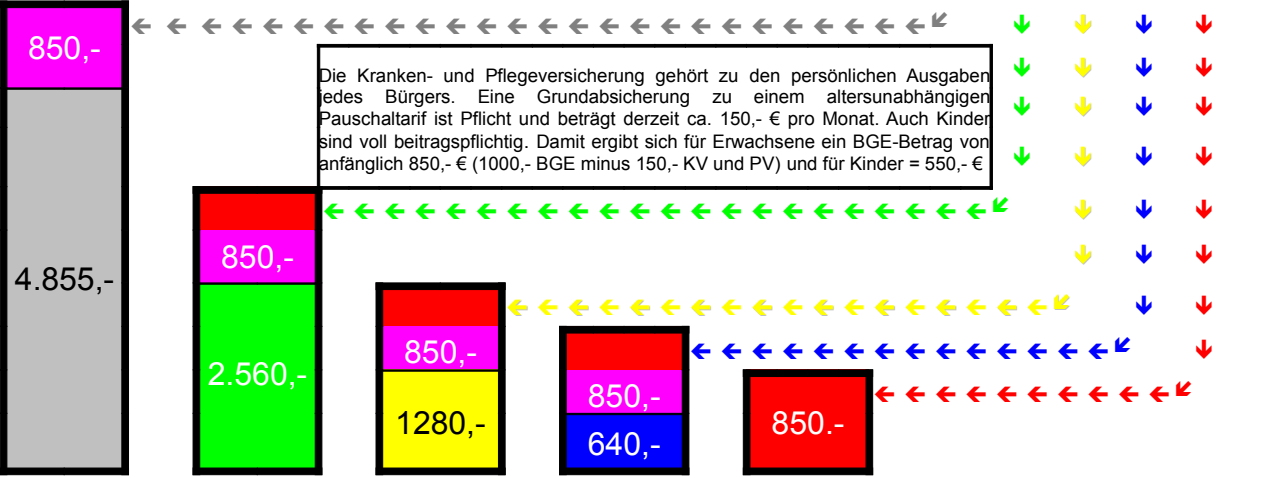 850,-
Die Kranken- und Pflegeversicherung gehört zu den persönlichen Ausgaben
jedes Bürgers. Eine Grundabsicherung zu einem altersunabhängigen
Pauschaltarif ist Pflicht und beträgt derzeit ca. 150,- € pro Monat. Auch Kinder
sind voll beitragspflichtig. Damit ergibt sich für Erwachsene ein BGE-Betrag von
anfänglich 850,- € (1000,- BGE minus 150,- KV und PV) und für Kinder = 550,- €
4.855,-
850,-
2.560,-
850,-
1280,-
850,-
640,-
850.-